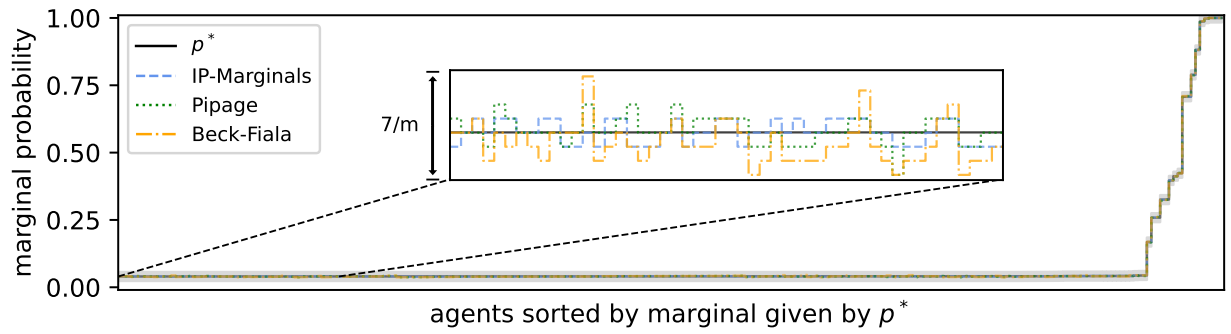 marginal probability
1.00
0.75
0.50
0.25
0.00
p*
IP-Marginals
Pipage
Beck-Fiala
7/m
agents sorted by marginal given by p*